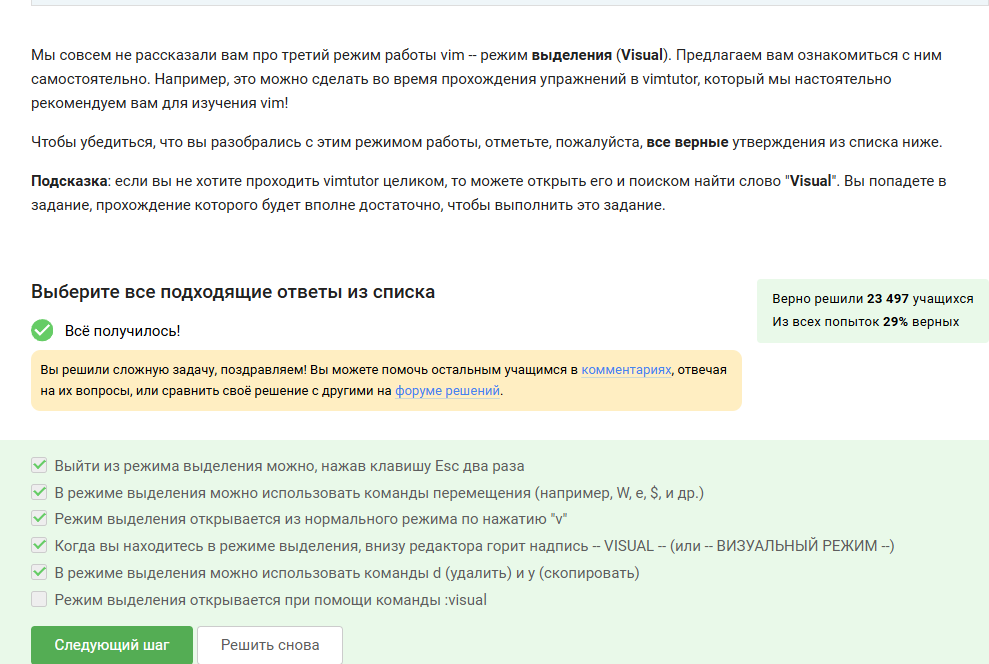 Мы совсем не рассказали вам про третий режим работы vim -- режим выделения (Visual). Предлагаем вам ознакомиться с ним
самостоятельно. Например, это можно сделать во время прохождения упражнений в vimtutor, который мы настоятельно
рекомендуем вам для изучения vim!
Чтобы убедиться, что вы разобрались с этим режимом работы, отметьте, пожалуйста, все верные утверждения из списка ниже.
Подсказка: если вы не хотите проходить vimtutor целиком, то можете открыть его и поиском найти слово "Visual". Вы попадете в
задание, прохождение которого будет вполне достаточно, чтобы выполнить это задание.
Выберите все подходящие ответы из списка
Верно решили 23 497 учащихся
Из всех попыток 29% верных
Всё получилось!
Вы решили сложную задачу, поздравляем! Вы можете помочь остальным учащимся в комментариях, отвечая
на их вопросы, или сравнить своё решение с другими на форуме решений.
Выйти из режима выделения можно, нажав клавишу Esc два раза
В режиме выделения можно использовать команды перемещения (например, W, e, $, и др.)
Режим выделения открывается из нормального режима по нажатию "v"
Когда вы находитесь в режиме выделения, внизу редактора горит надпись -- VISUAL -- (или -- ВИЗУАЛЬНЫЙ РЕЖИМ --)
В режиме выделения можно использовать команды d (удалить) и y (скопировать)
Режим выделения открывается при помощи команды :visual
Следующий шаг
Решить снова